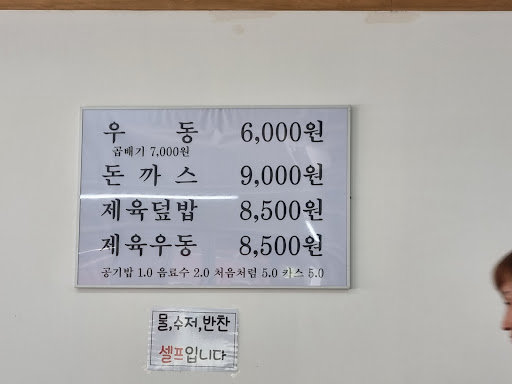 우 동 6,000원
곱배기 7,000원
돈 까 스 9,000원
제육덮밥 8,500원
제육우동 8,500원
공기밥 1.0 음료수 2.0 처음처럼 5.0 카스 5.0
물,수저,반찬
셀프입니다